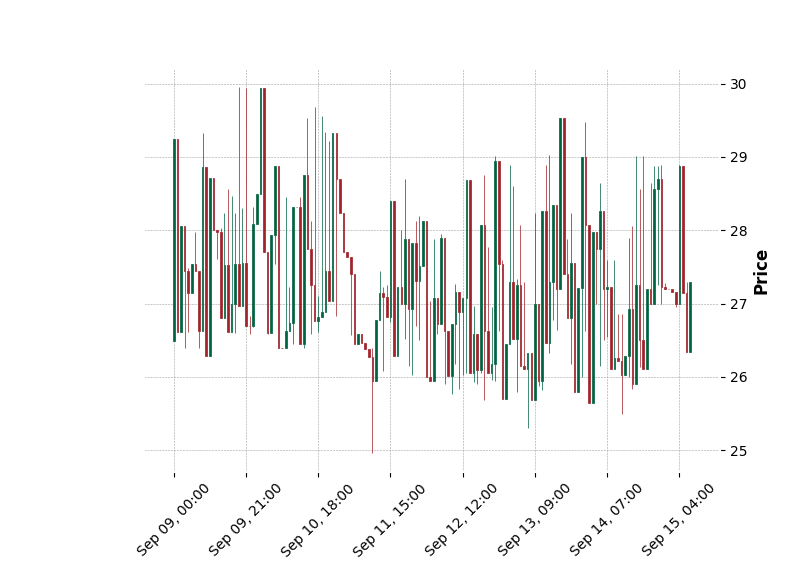 30
29
28
27
26
25
Price
Sep 09, 00:00
Sep 09, 21:00
Sep 10, 18:00
Sep 11, 15:00
Sep 12, 12:00
Sep 13, 09:00
Sep 14, 07:00
Sep 15, 04:00